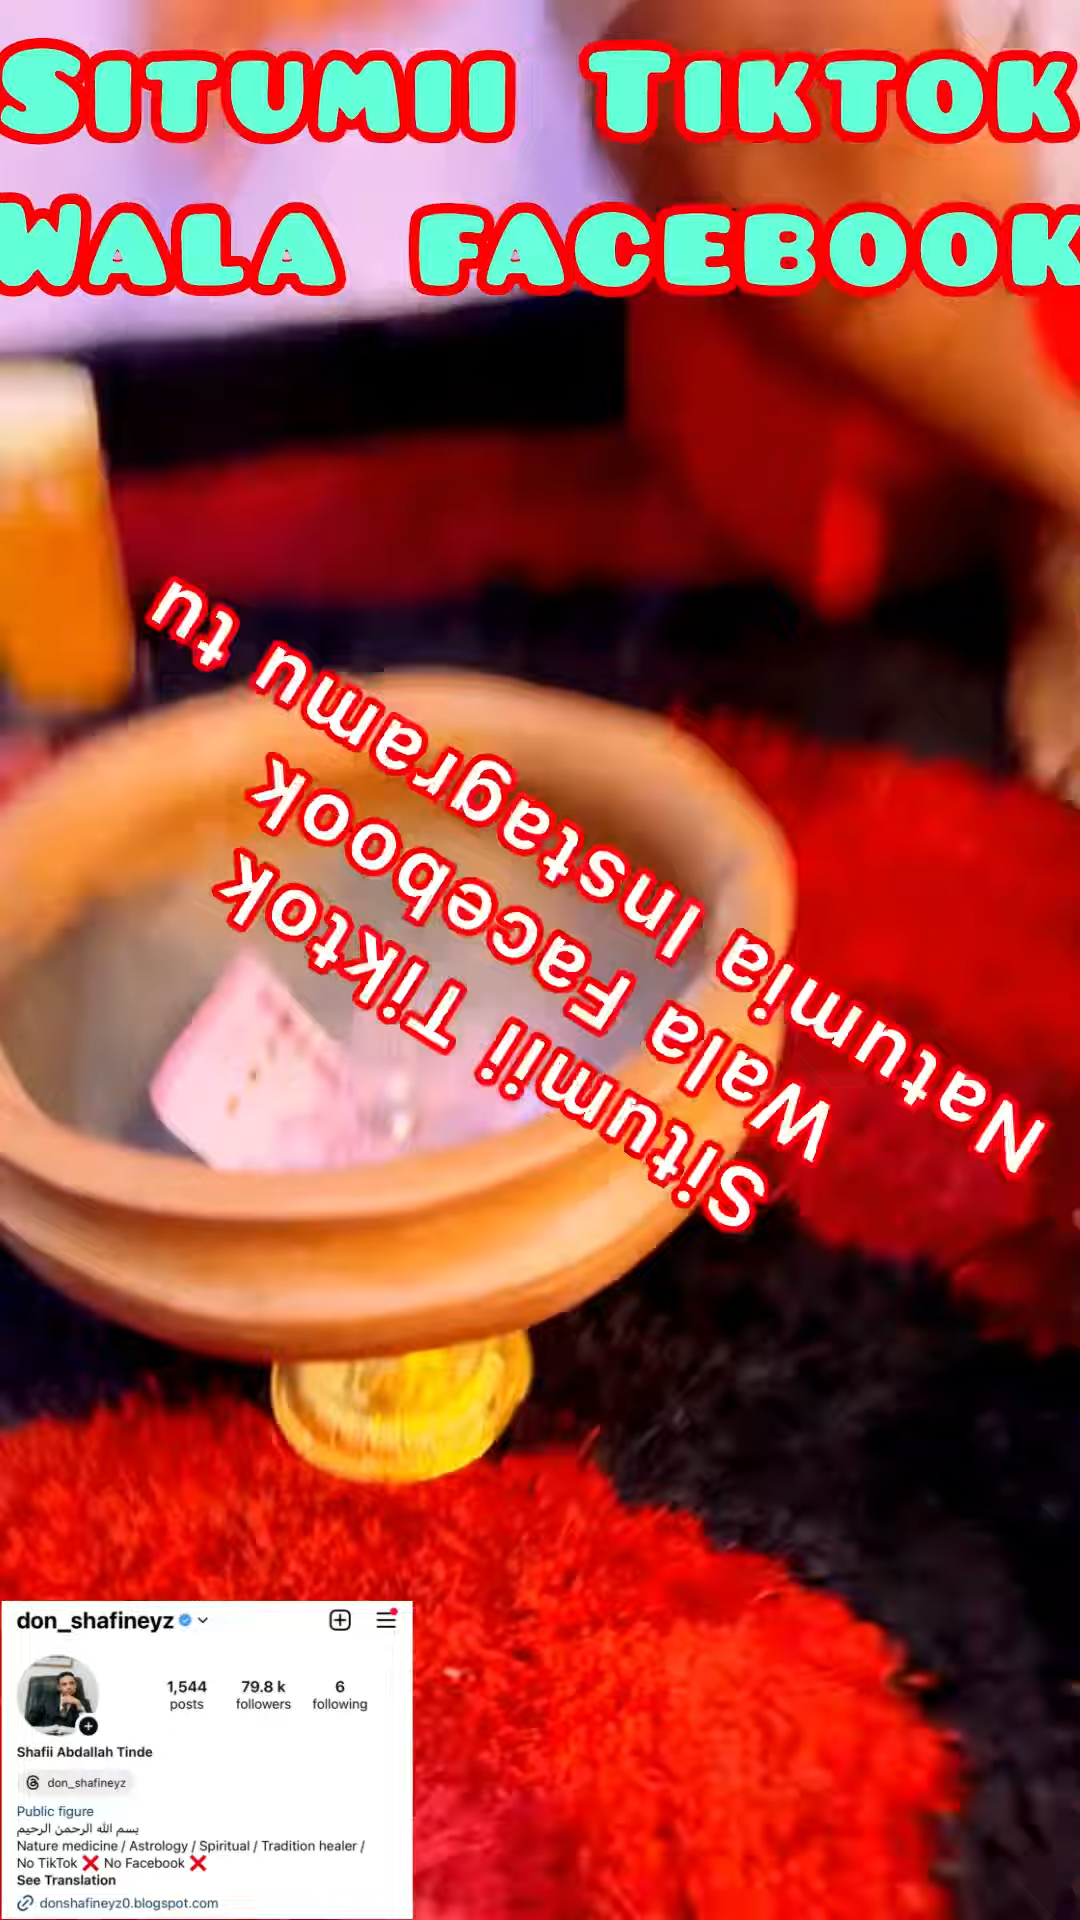 Situmii Tiktok
Wala facebook
Situmii Tiktok
Wala Facebook
Natumia Instagramu tu
don_shafineyz
1,544 79.8 k 6
posts followers following
Shafii Abdallah Tinde
don_shafineyz
Public figure
بسم الله الرحمن الرحيم
Nature medicine / Astrology / Spiritual / Tradition healer /
No TikTok ❌ No Facebook ❌
See Translation
donshafineyz0.blogspot.com